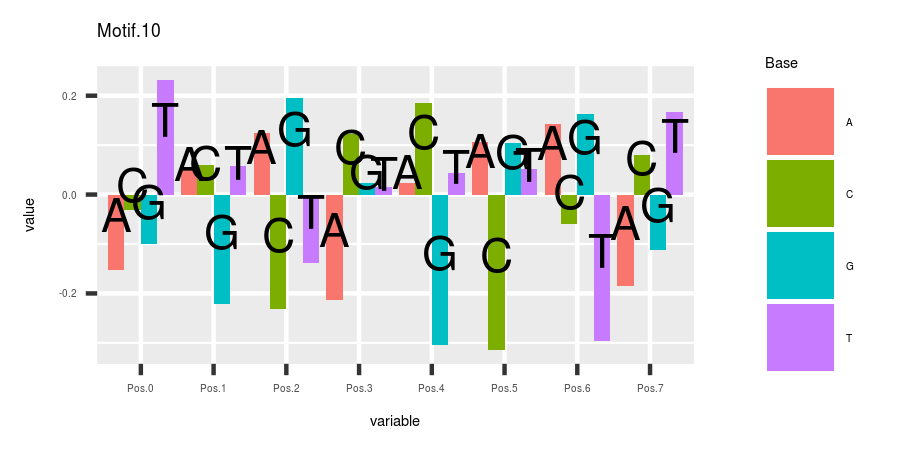 Motif.10
Base
value
0.2
0.0
-0.2
A C G T A C G T A G C T C A G T A C G T A C G T A C G T A C G T
A
C
G
T
Pos.0 Pos.1 Pos.2 Pos.3 Pos.4 Pos.5 Pos.6 Pos.7
variable